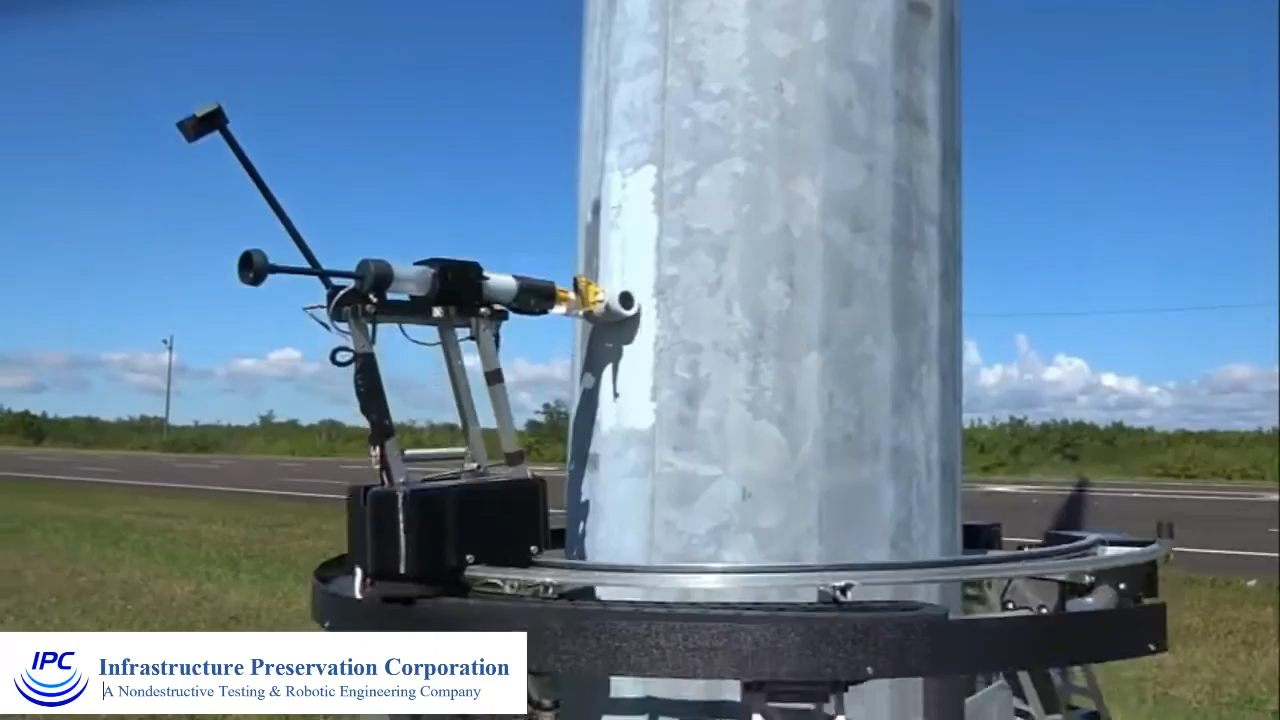 IPC
Infrastructure Preservation Corporation
A Nondestructive Testing & Robotic Engineering Company